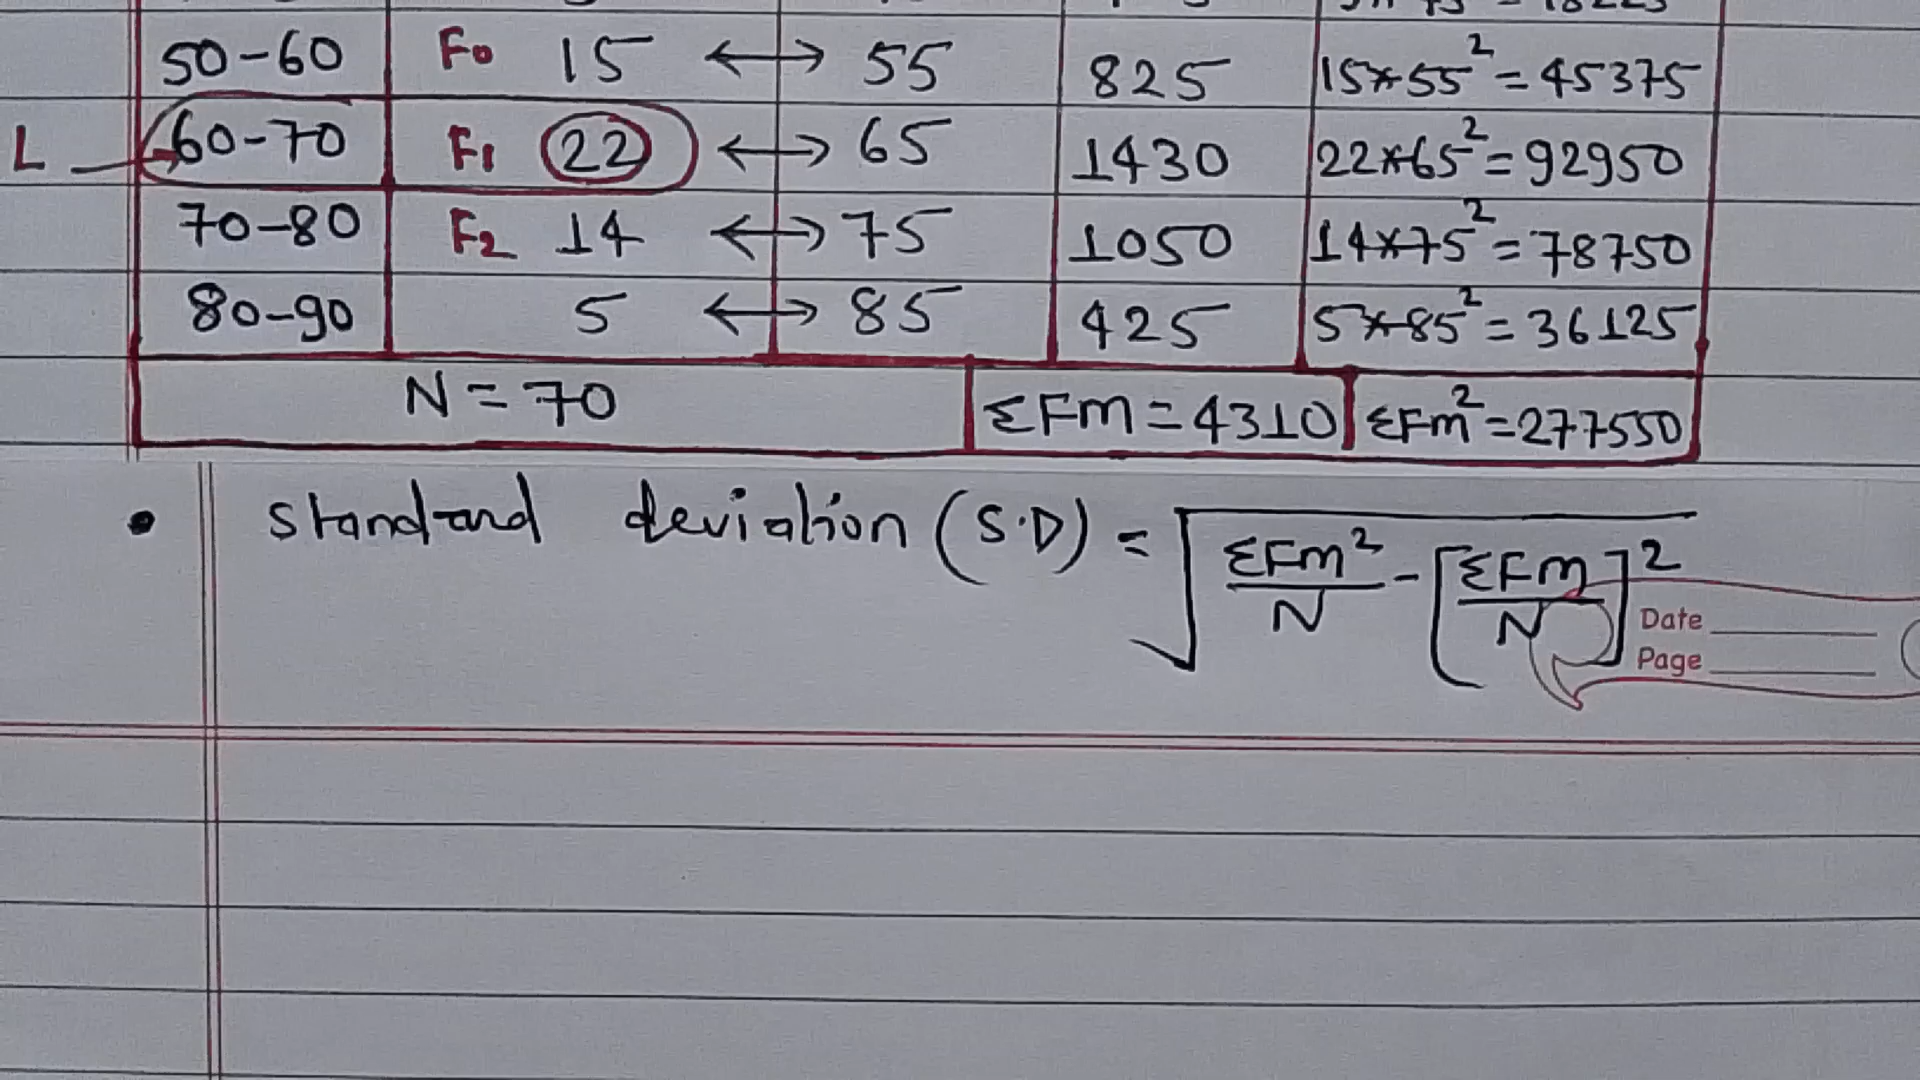 50-60 F0 15 ↔ 55 825 15*55² = 45375
L 60-70 F1 22 ↔ 65 1430 22*65² = 92950
70-80 F2 14 ↔ 75 1050 14*75² = 78750
80-90 5 ↔ 85 425 5*85² = 36125
N = 70 ΣFm = 4310 ΣFm² = 277550
• Standard deviation (S.D) = √ ΣFm²/N - [ΣFm/N]²
Date
Page